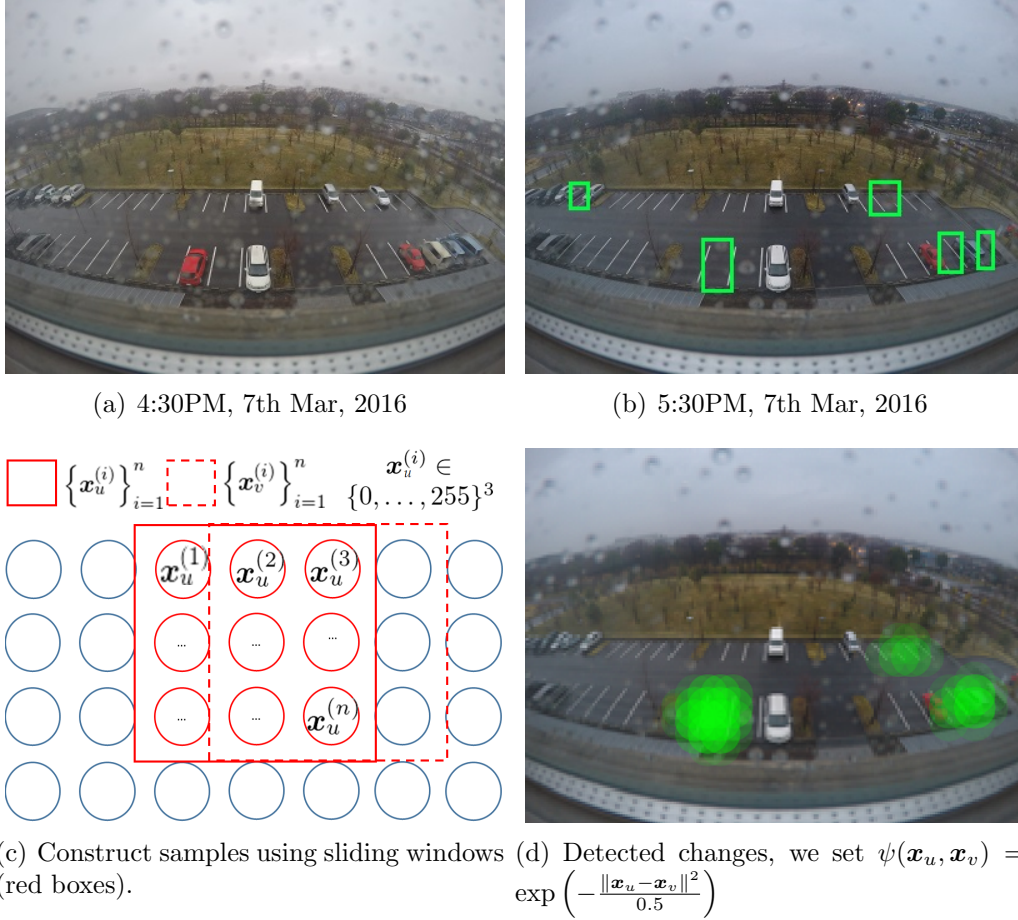 (a) 4:30PM, 7th Mar, 2016
(b) 5:30PM, 7th Mar, 2016
{x_u^{(i)}}_{i=1}^n {x_v^{(i)}}_{i=1}^n x_u^{(i)} ∈
{0, . . . , 255}^3
x_u^{(1)} x_u^{(2)} x_u^{(3)}
... ... ...
... ... x_u^{(n)}
(c) Construct samples using sliding windows
(red boxes).
(d) Detected changes, we set ψ(x_u, x_v) =
exp(−‖x_u−x_v‖^2/0.5)